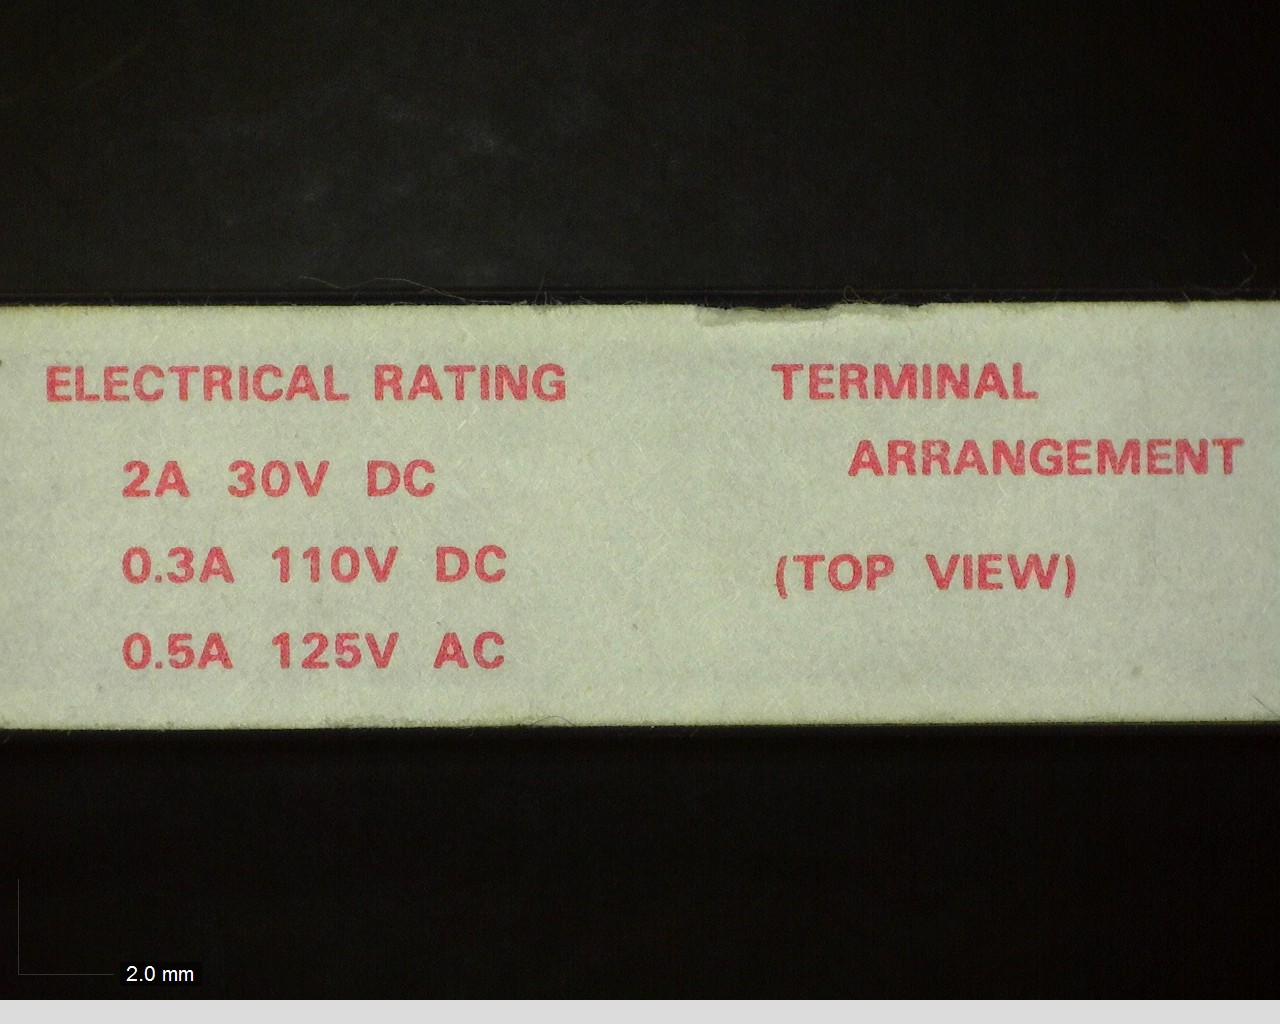 ELECTRICAL RATING
2A 30V DC
0.3A 110V DC
0.5A 125V AC
TERMINAL
ARRANGEMENT
(TOP VIEW)
2.0 mm